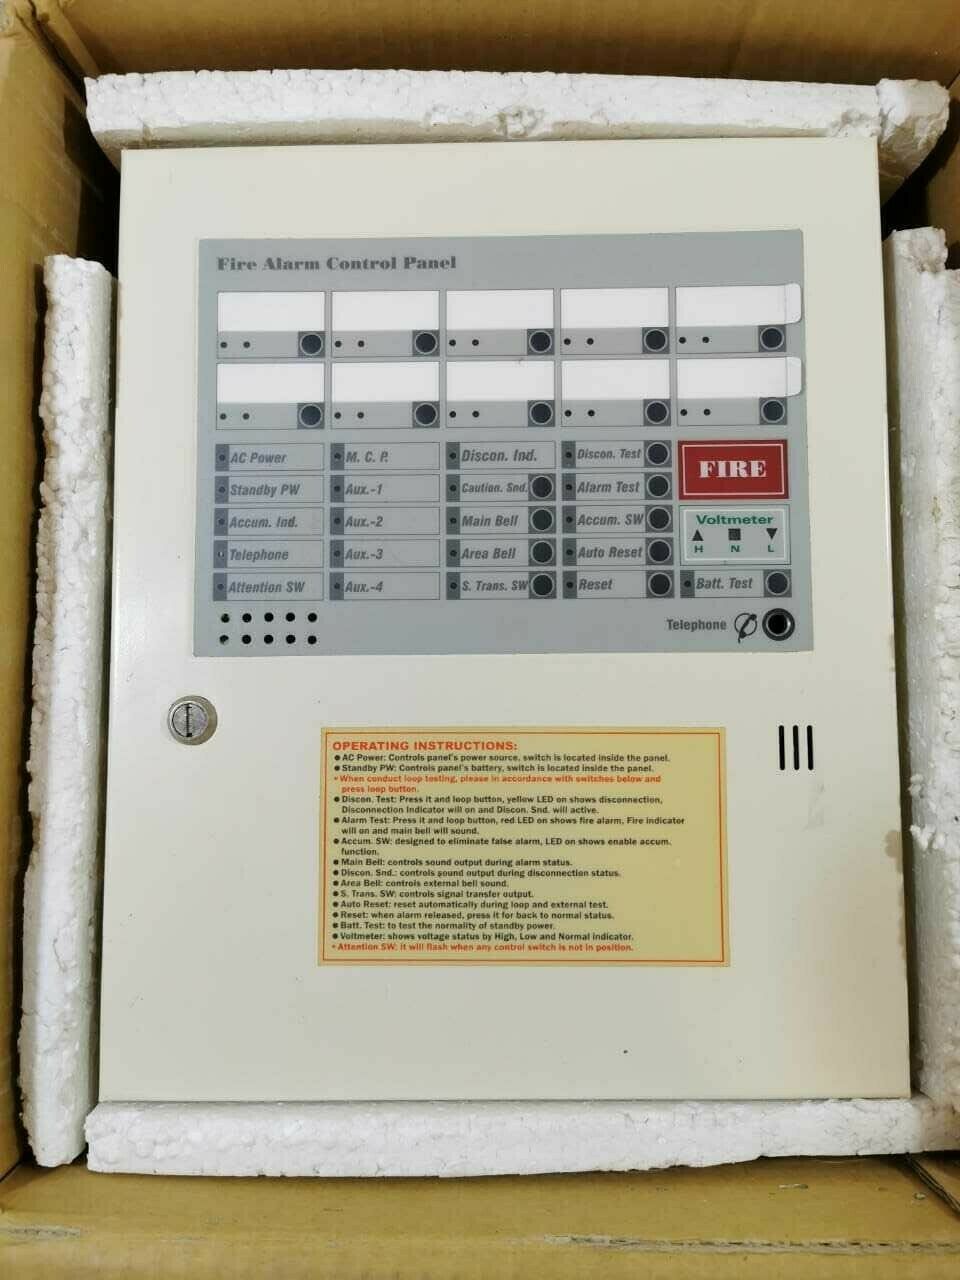 Fire Alarm Control Panel
AC Power
M. C. P.
Discon. Ind.
Discon. Test
FIRE
Standby PW
Aux.-1
Caution. Snd.
Alarm Test
Accum. Ind.
Aux.-2
Main Bell
Accum. SW
Voltmeter
H N L
Telephone
Aux.-3
Area Bell
Auto Reset
Attention SW
Aux.-4
S. Trans. SW
Reset
Batt. Test
Telephone
OPERATING INSTRUCTIONS:
● AC Power: Controls panel's power source, switch is located inside the panel.
● Standby PW: Controls panel's battery, switch is located inside the panel.
* When conduct loop testing, please in accordance with switches below and
press loop button.
● Discon. Test: Press it and loop button, yellow LED on shows disconnection,
Disconnection Indicator will on and Discon. Snd. will active.
● Alarm Test: Press it and loop button, red LED on shows fire alarm, Fire indicator
will on and main bell will sound.
● Accum. SW: designed to eliminate false alarm, LED on shows enable accum.
function.
● Main Bell: controls sound output during alarm status.
● Discon. Snd.: controls sound output during disconnection status.
● Area Bell: controls external bell sound.
● S. Trans. SW: controls signal transfer output.
● Auto Reset: reset automatically during loop and external test.
● Reset: when alarm released, press it for back to normal status.
● Batt. Test: to test the normality of standby power.
● Voltmeter: shows voltage status by High, Low and Normal indicator.
* Attention SW: it will flash when any control switch is not in position.